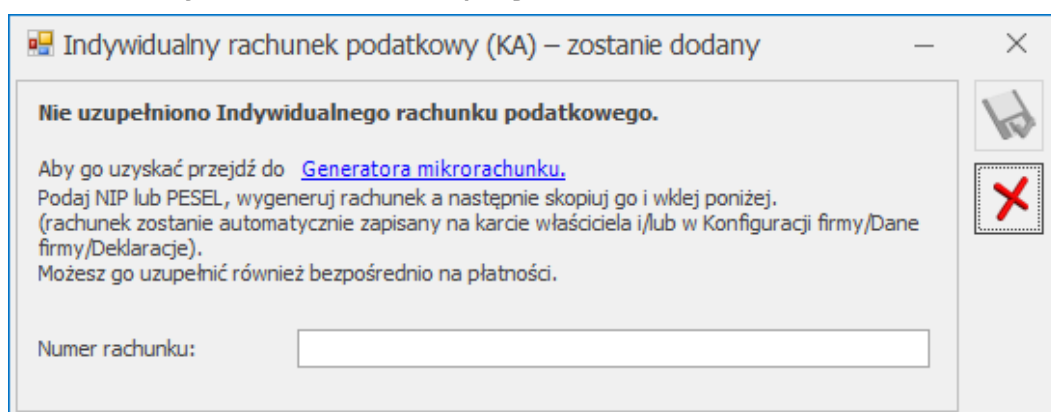 Indywidualny rachunek podatkowy (KA) – zostanie dodany
Nie uzupełniono Indywidualnego rachunku podatkowego.
Aby go uzyskać przejdź do Generatora mikrorachunku.
Podaj NIP lub PESEL, wygeneruj rachunek a następnie skopiuj go i wklej poniżej.
(rachunek zostanie automatycznie zapisany na karcie właściciela i/lub w Konfiguracji firmy/Dane
firmy/Deklaracje).
Możesz go uzupełnić również bezpośrednio na płatności.
Numer rachunku: